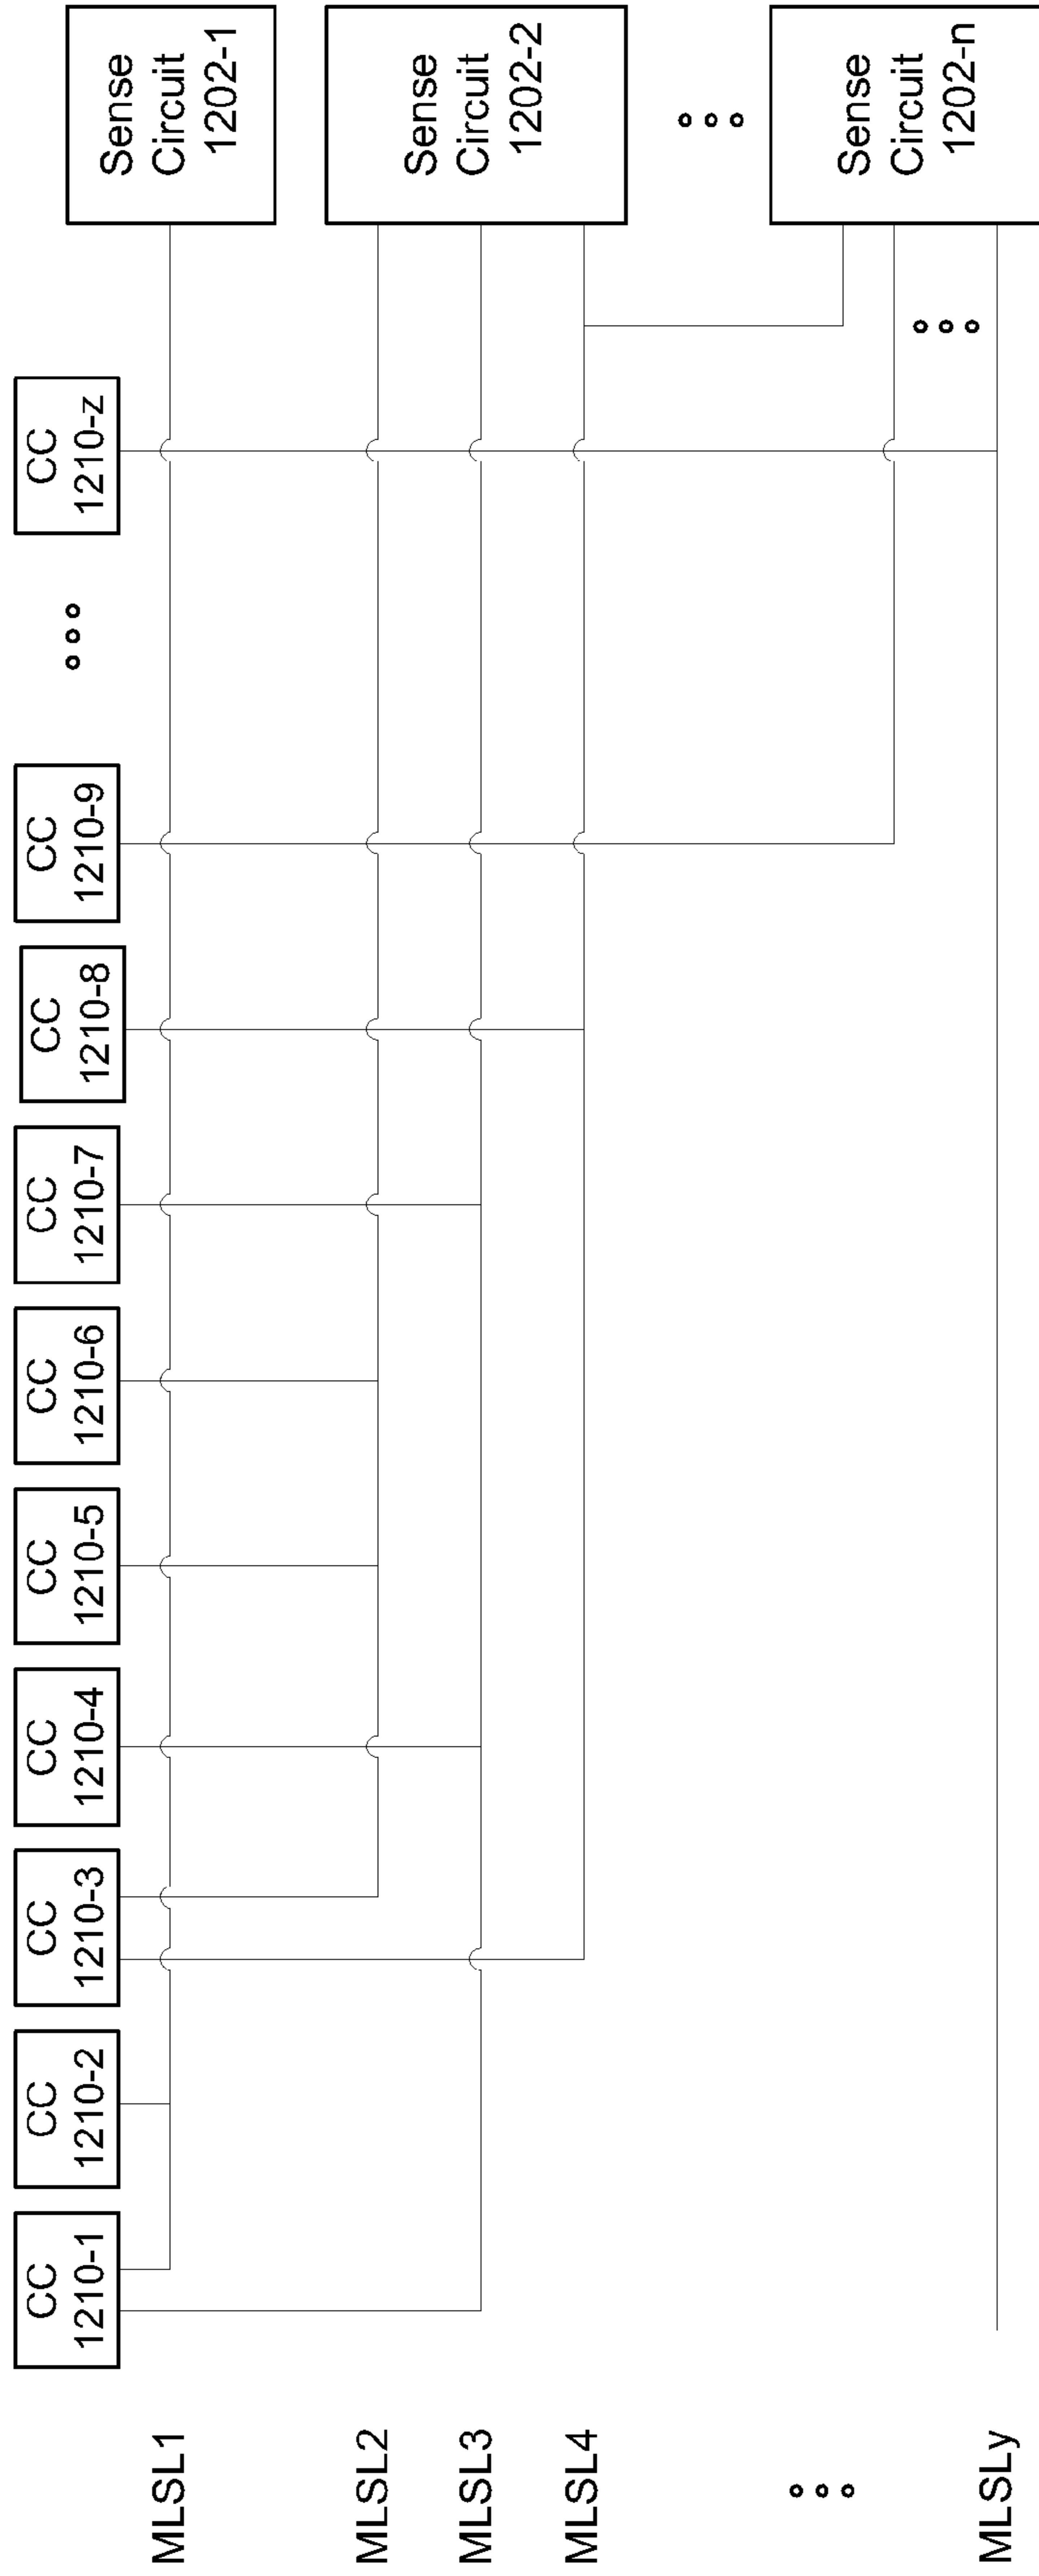 CC
1210-1
CC
1210-2
CC
1210-3
CC
1210-4
CC
1210-5
CC
1210-6
CC
1210-7
CC
1210-8
CC
1210-9
CC
1210-z
MLSL1
Sense
Circuit
1202-1
MLSL2
MLSL3
MLSL4
Sense
Circuit
1202-2
MLSLy
Sense
Circuit
1202-n